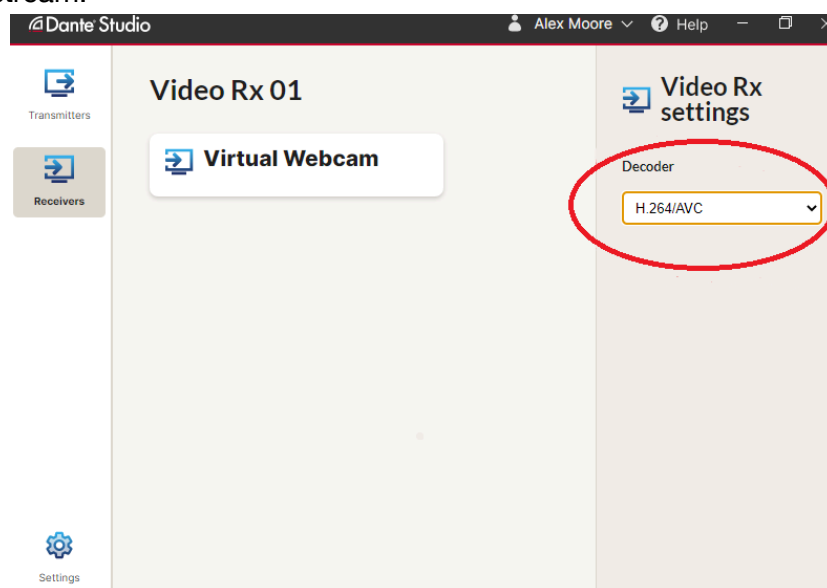 stream.
Dante Studio
Alex Moore
Help
Transmitters
Receivers
Settings
Video Rx 01
Virtual Webcam
Video Rx
settings
Decoder
H.264/AVC